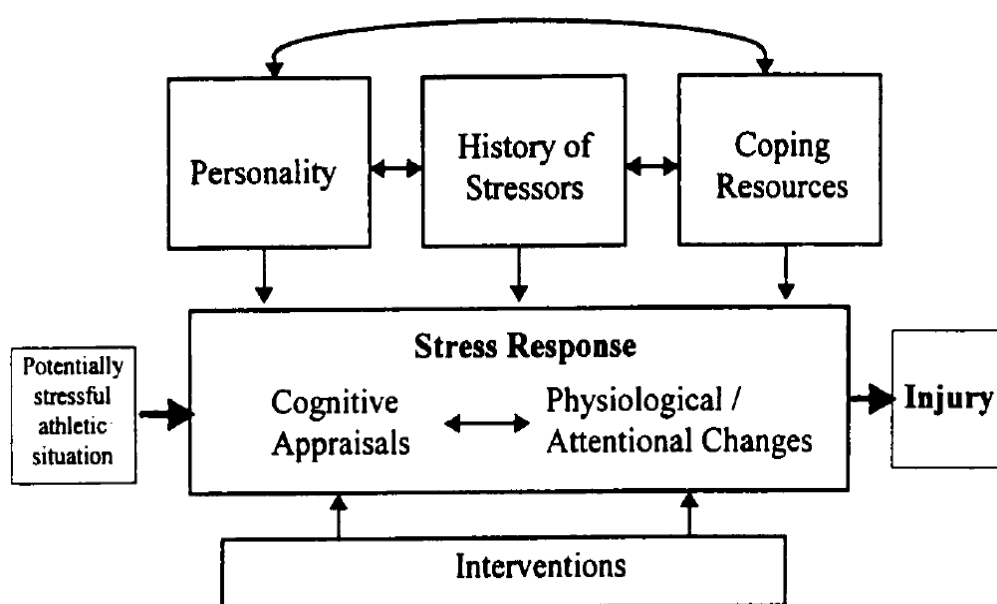 Personality
History of
Stressors
Coping
Resources
Potentially
stressful
athletic
situation
Stress Response
Cognitive
Appraisals
Physiological /
Attentional Changes
Injury
Interventions